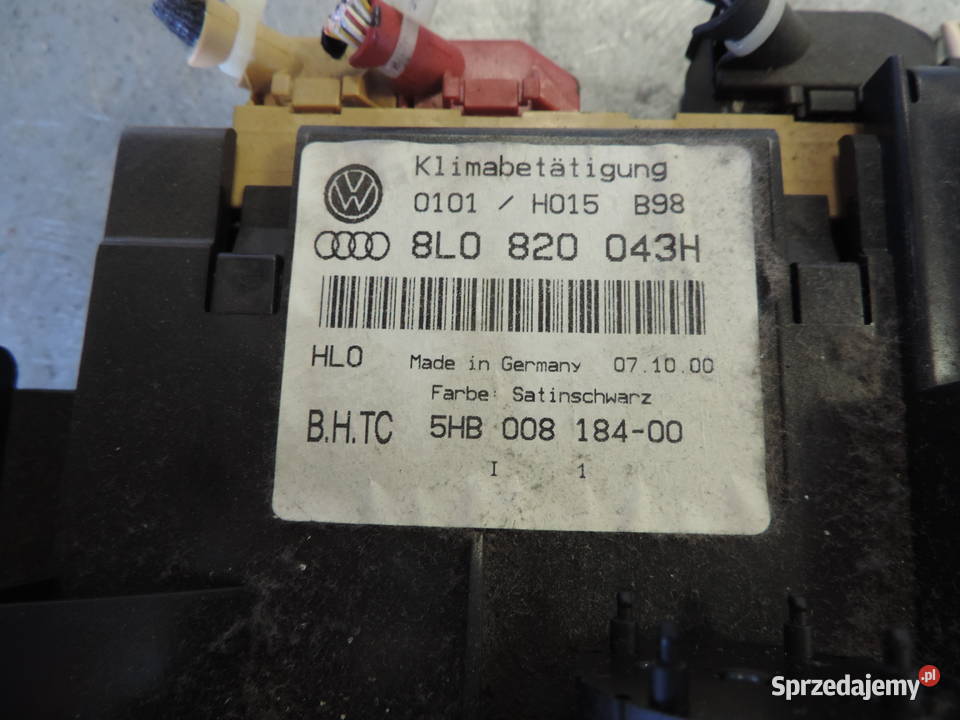 Klimabetätigung
0101 / H015 B98
8L0 820 043H
HLO Made in Germany 07.10.00
Farbe: Satinschwarz
B.H.TC 5HB 008 184-00
I 1
Sprzedajemy.pl